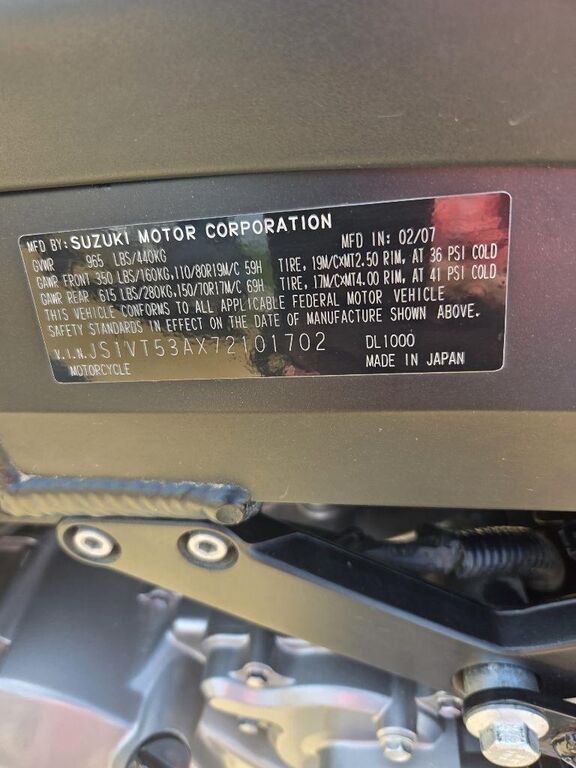 MFD BY: SUZUKI MOTOR CORPORATION MFD IN: 02/07
GVWR 965 LBS/440KG
GAWR FRONT 350 LBS/160KG, 110/80R19M/C 59H TIRE, 19M/C×MT2.50 RIM, AT 36 PSI COLD
GAWR REAR 615 LBS/280KG, 150/70R17M/C 69H TIRE, 17M/C×MT4.00 RIM, AT 41 PSI COLD
THIS VEHICLE CONFORMS TO ALL APPLICABLE FEDERAL MOTOR VEHICLE
SAFETY STANDARDS IN EFFECT ON THE DATE OF MANUFACTURE SHOWN ABOVE.
V.I.N. JS1VT53AX72101702 DL1000
MOTORCYCLE MADE IN JAPAN